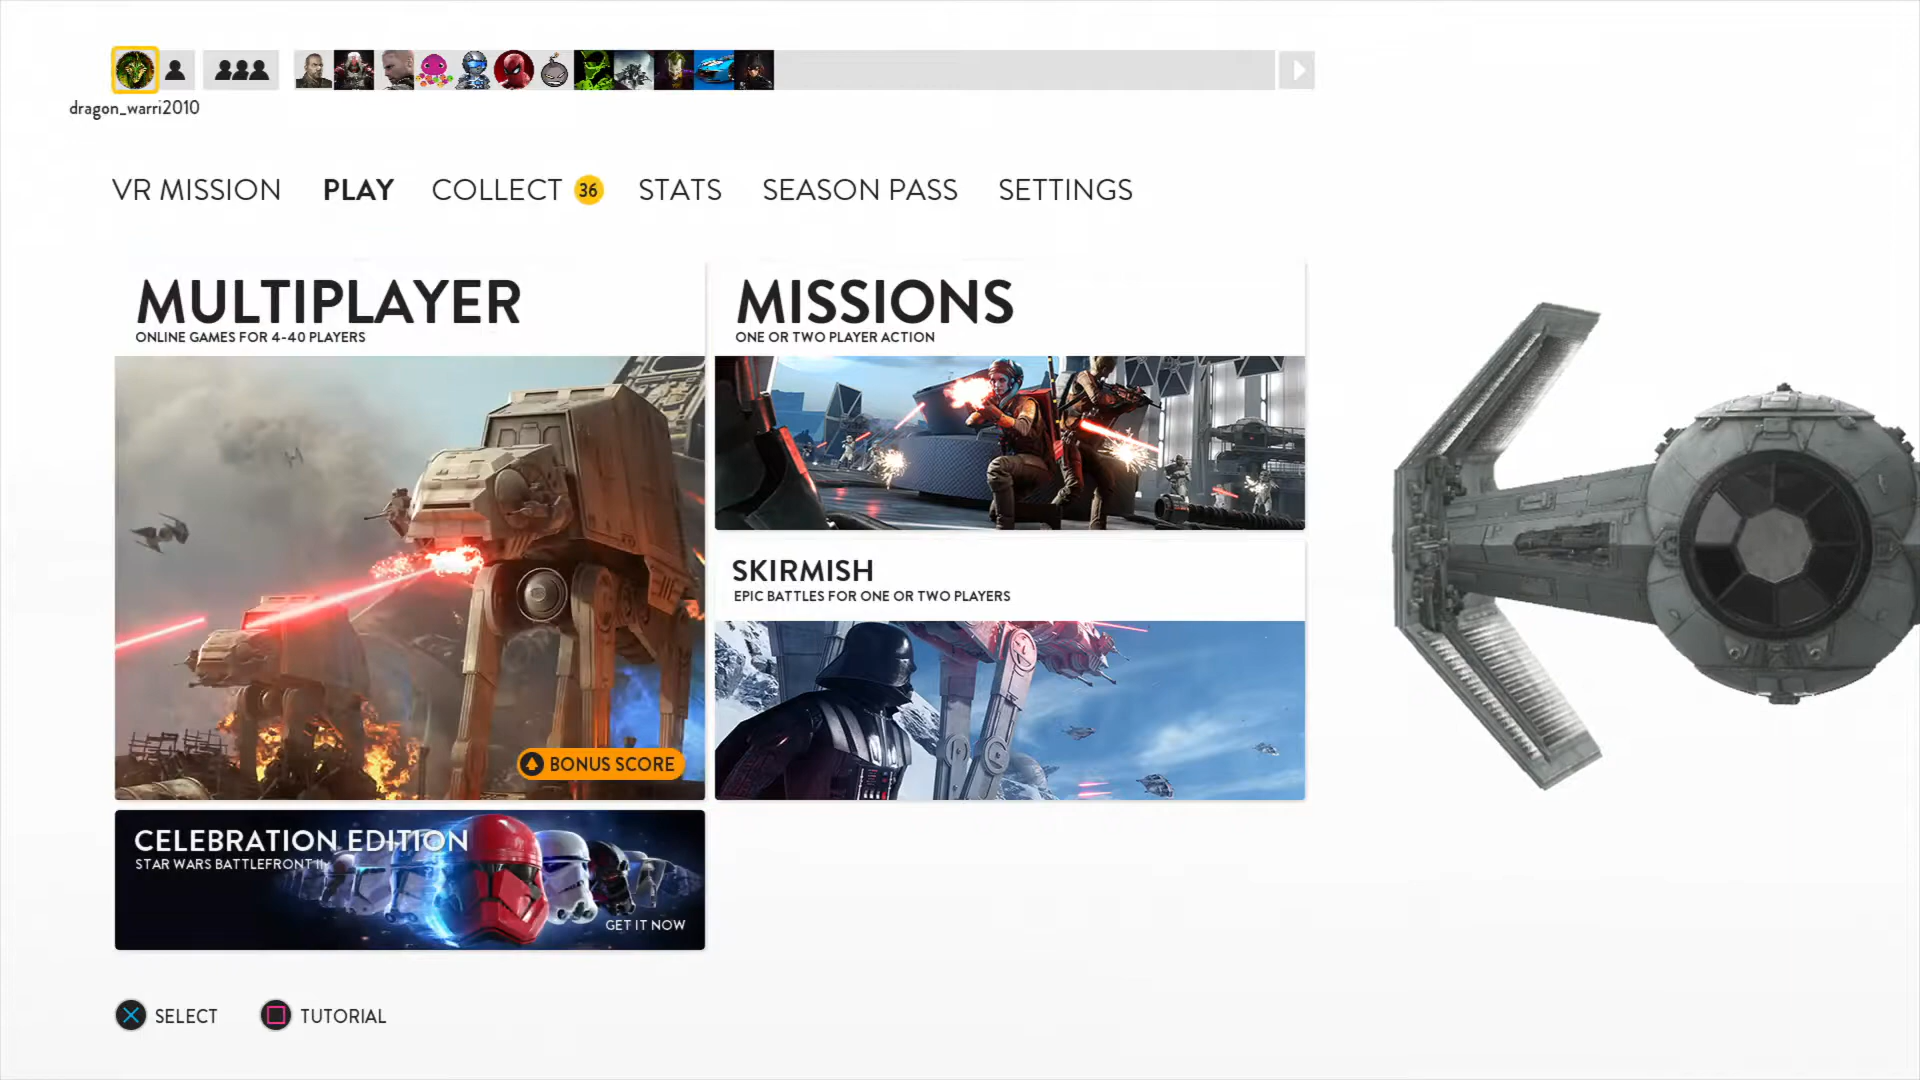 dragon_warri2010
VR MISSION PLAY COLLECT 36 STATS SEASON PASS SETTINGS
MULTIPLAYER
ONLINE GAMES FOR 4-40 PLAYERS
BONUS SCORE
MISSIONS
ONE OR TWO PLAYER ACTION
SKIRMISH
EPIC BATTLES FOR ONE OR TWO PLAYERS
CELEBRATION EDITION
STAR WARS BATTLEFRONT II
GET IT NOW
SELECT TUTORIAL